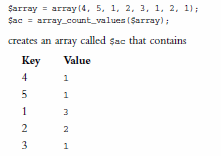 $array = array(4, 5, 1, 2, 3, 1, 2, 1);
$ac = array_count_values($array);
creates an array called $ac that contains
Key Value
4 1
5 1
1 3
2 2
3 1